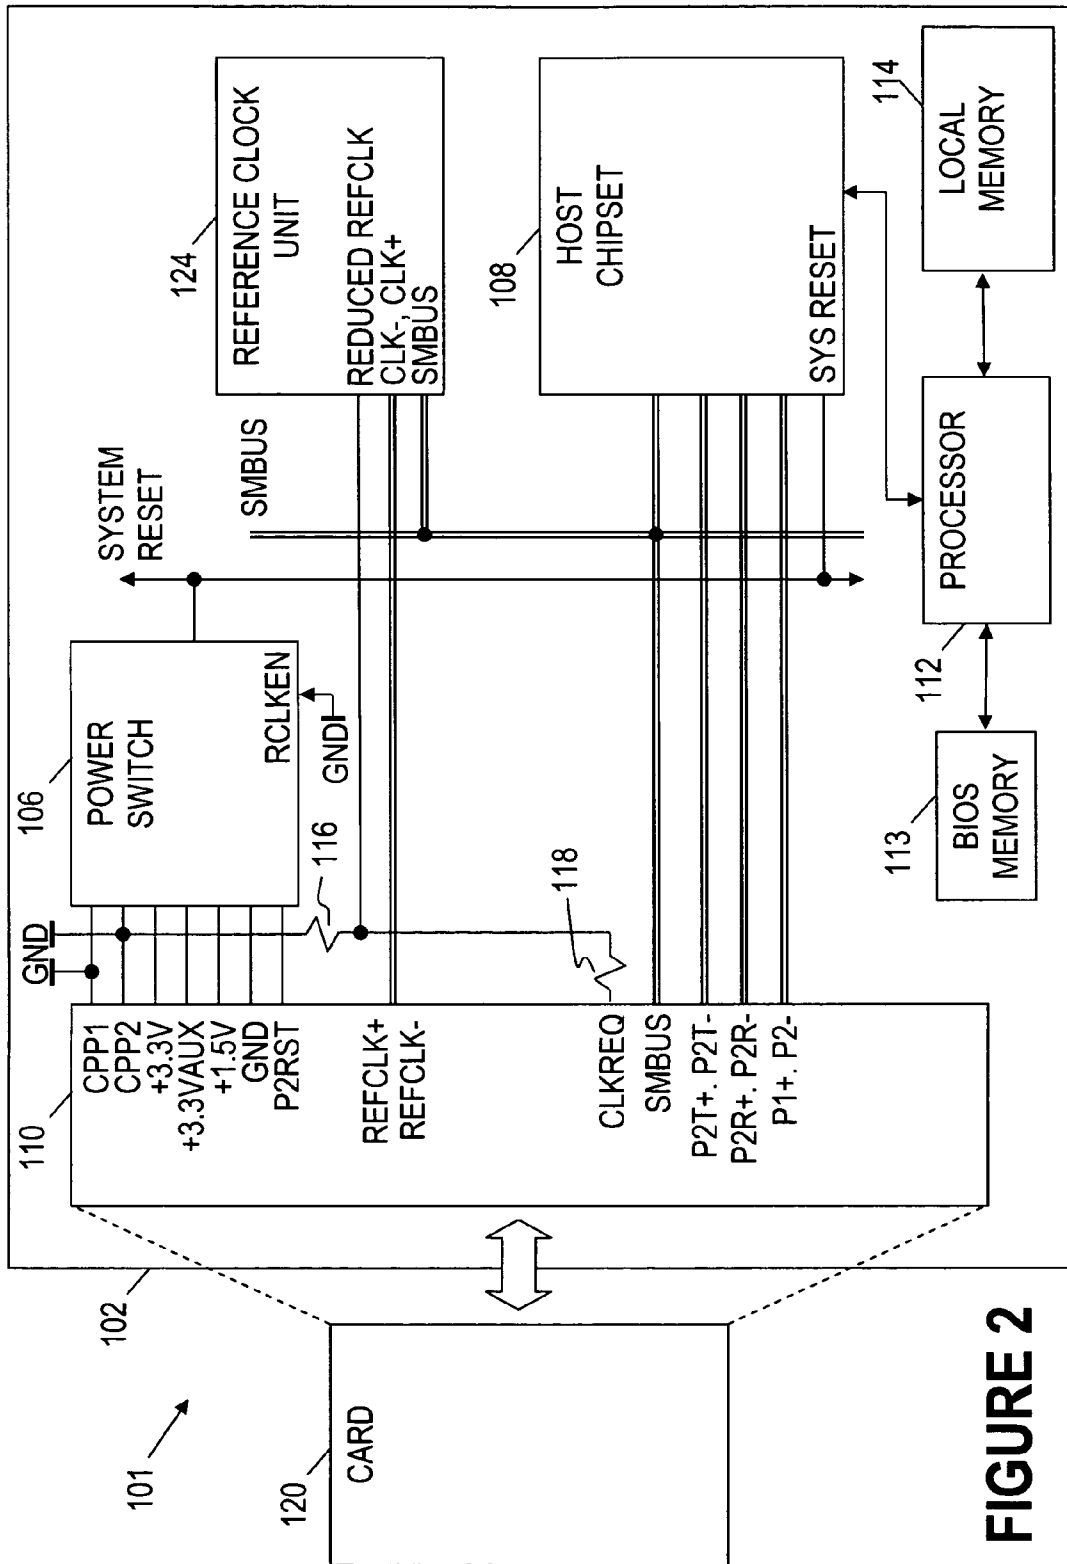 101
102
110
CPP1
CPP2
+3.3V
+3.3VAUX
+1.5V
GND
P2RST
REFCLK+
REFCLK-
CLKREQ
SMBUS
P2T+. P2T-
P2R+. P2R-
P1+. P2-
GND
106
POWER
SWITCH
RCLKEN
GND
116
118
SYSTEM
RESET
SMBUS
124
REFERENCE CLOCK
UNIT
REDUCED REFCLK
CLK-, CLK+
SMBUS
108
HOST
CHIPSET
SYS RESET
120
CARD
113
BIOS
MEMORY
112
PROCESSOR
114
LOCAL
MEMORY
FIGURE 2